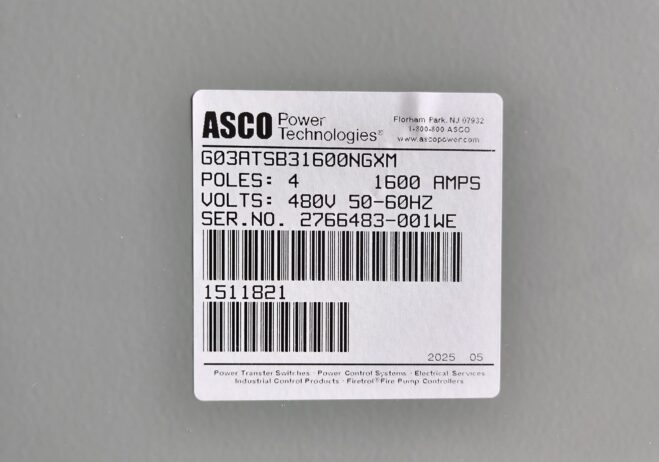 ASCO Power Technologies®
Florham Park, NJ 07932
1-800-800-ASCO
www.ascopower.com
G03ATSB31600NGXM
POLES: 4 1600 AMPS
VOLTS: 480V 50-60HZ
SER.NO. 2766483-001WE
1511821
2025 05
Power Transfer Switches · Power Control Systems · Electrical Services
Industrial Control Products · Firetrol® Fire Pump Controllers